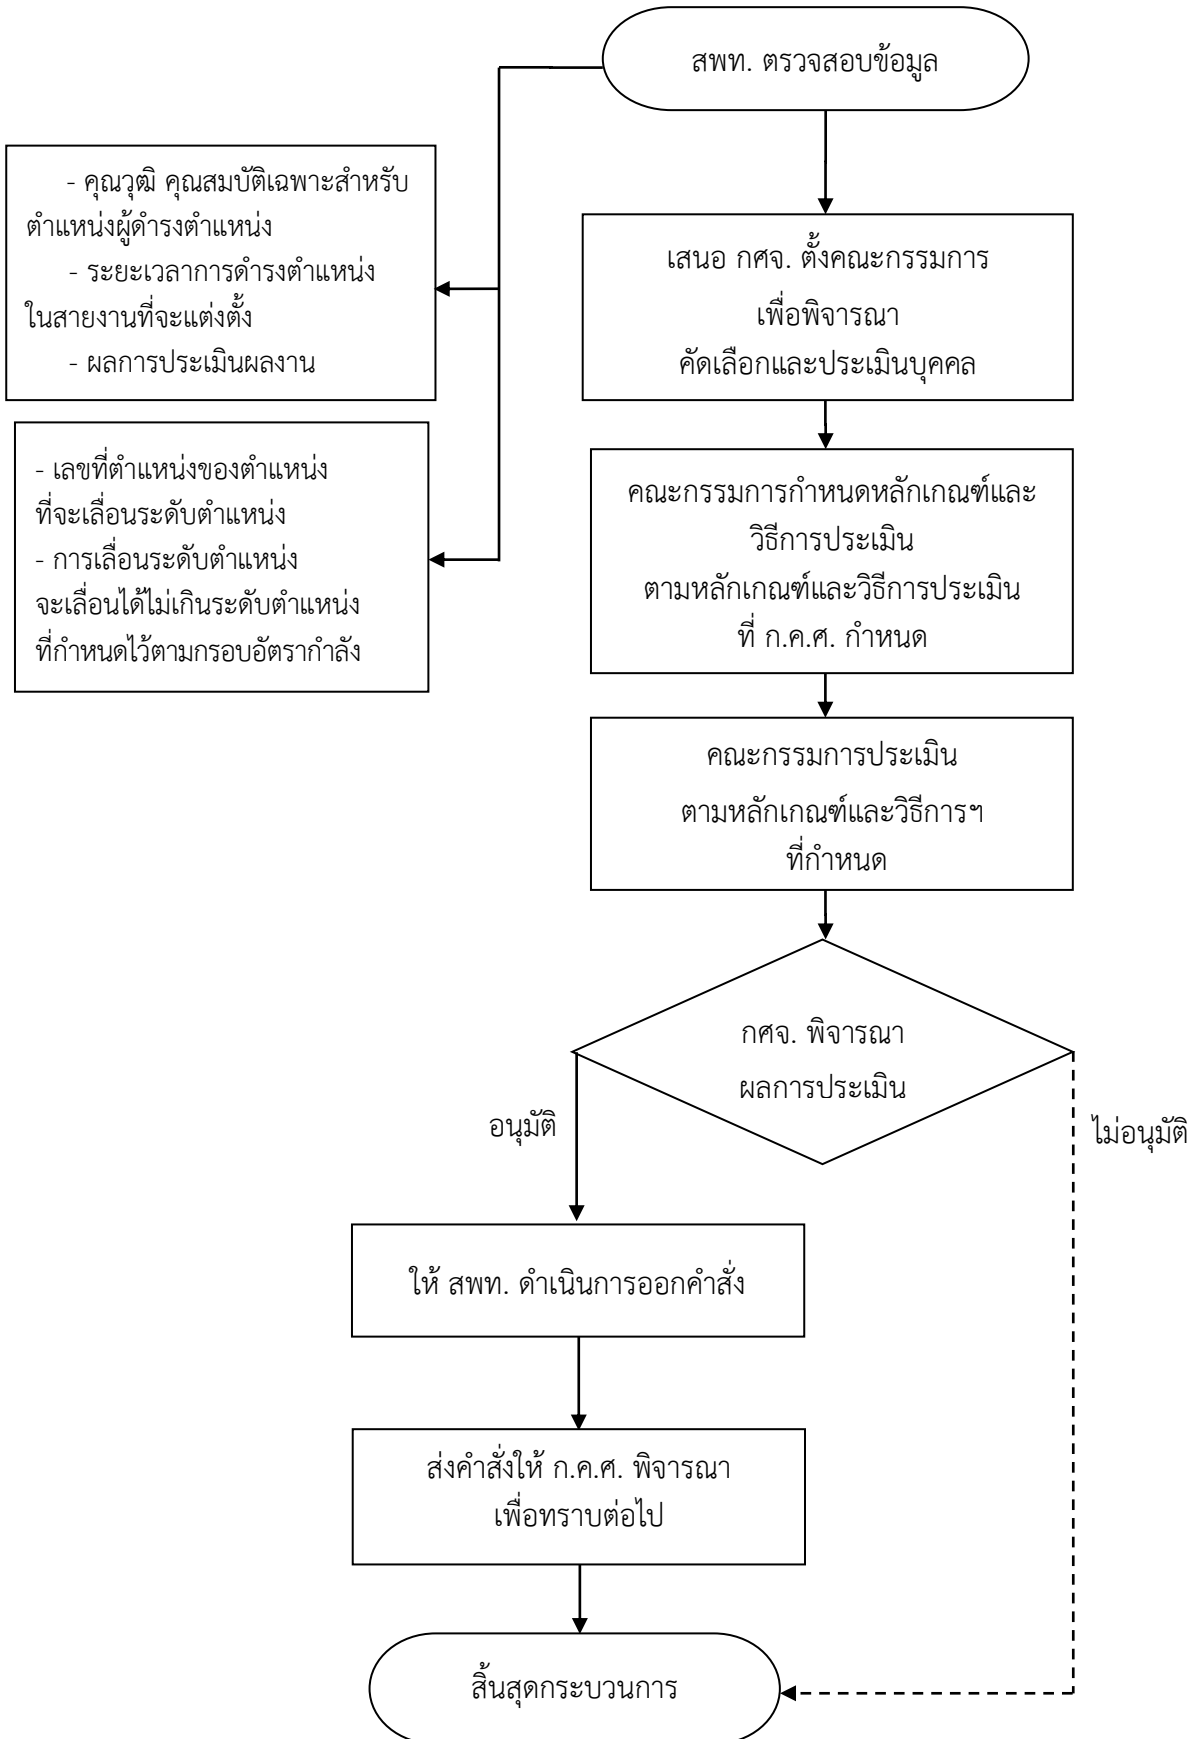 สพท. ตรวจสอบข้อมูล
- คุณวุฒิ คุณสมบัติเฉพาะสำหรับ
ตำแหน่งผู้ดำรงตำแหน่ง
- ระยะเวลาการดำรงตำแหน่ง
ในสายงานที่จะแต่งตั้ง
- ผลการประเมินผลงาน
- เลขที่ตำแหน่งของตำแหน่ง
ที่จะเลื่อนระดับตำแหน่ง
- การเลื่อนระดับตำแหน่ง
จะเลื่อนได้ไม่เกินระดับตำแหน่ง
ที่กำหนดไว้ตามกรอบอัตรากำลัง
เสนอ กศจ. ตั้งคณะกรรมการ
เพื่อพิจารณา
คัดเลือกและประเมินบุคคล
คณะกรรมการกำหนดหลักเกณฑ์และ
วิธีการประเมิน
ตามหลักเกณฑ์และวิธีการประเมิน
ที่ ก.ค.ศ. กำหนด
คณะกรรมการประเมิน
ตามหลักเกณฑ์และวิธีการฯ
ที่กำหนด
กศจ. พิจารณา
ผลการประเมิน
อนุมัติ
ไม่อนุมัติ
ให้ สพท. ดำเนินการออกคำสั่ง
ส่งคำสั่งให้ ก.ค.ศ. พิจารณา
เพื่อทราบต่อไป
สิ้นสุดกระบวนการ